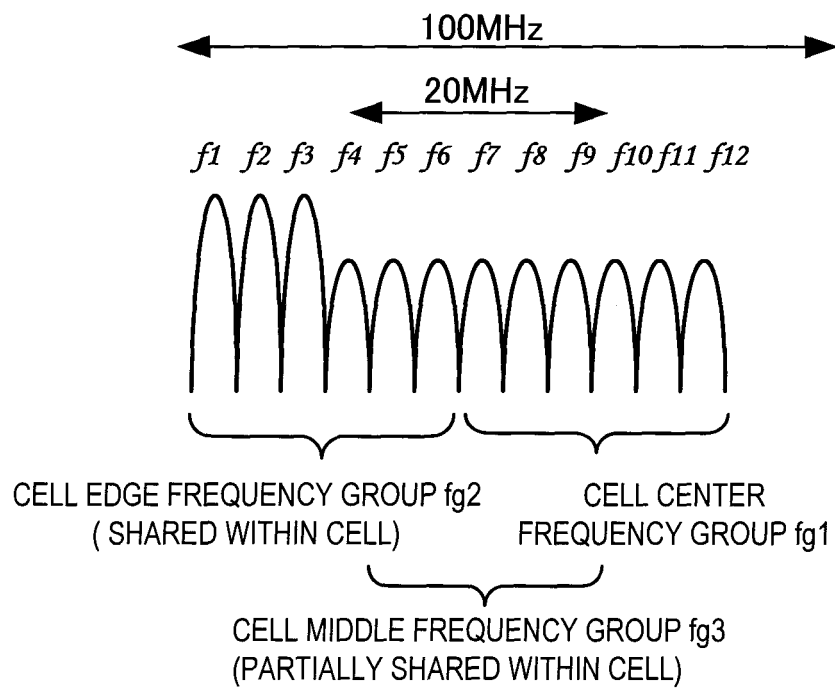 100MHz
20MHz
f1 f2 f3 f4 f5 f6 f7 f8 f9 f10 f11 f12
CELL EDGE FREQUENCY GROUP fg2
( SHARED WITHIN CELL)
CELL CENTER
FREQUENCY GROUP fg1
CELL MIDDLE FREQUENCY GROUP fg3
(PARTIALLY SHARED WITHIN CELL)